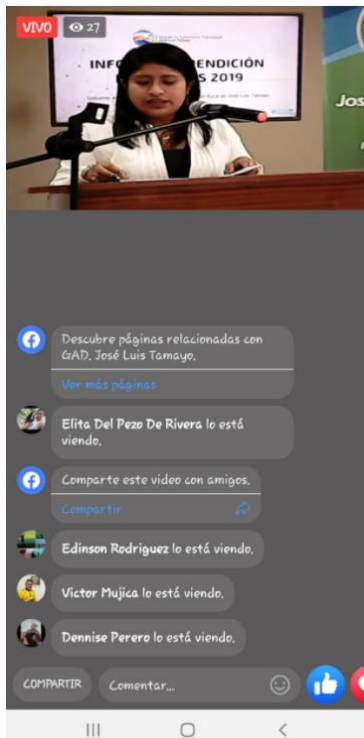 VIVO 27
INFO ENDICIÓN
S 2019
Jos
Descubre páginas relacionadas con
GAD. José Luis Tamayo.
Ver más páginas
Elita Del Pezo De Rivera lo está
viendo.
Comparte este video con amigos.
Compartir
Edinson Rodriguez lo está viendo.
Victor Mujica lo está viendo.
Dennise Perero lo está viendo.
COMPARTIR Comentar...